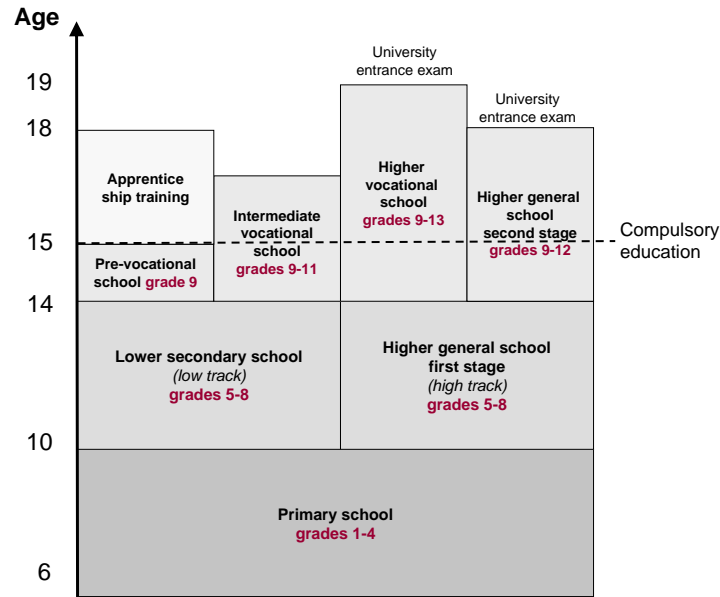 Age
19
18
15
14
10
6
University
entrance exam
University
entrance exam
Apprentice
ship training
Pre-vocational
school grade 9
Intermediate
vocational
school
grades 9-11
Higher
vocational
school
grades 9-13
Higher general
school
second stage
grades 9-12
Compulsory
education
Lower secondary school
(low track)
grades 5-8
Higher general school
first stage
(high track)
grades 5-8
Primary school
grades 1-4